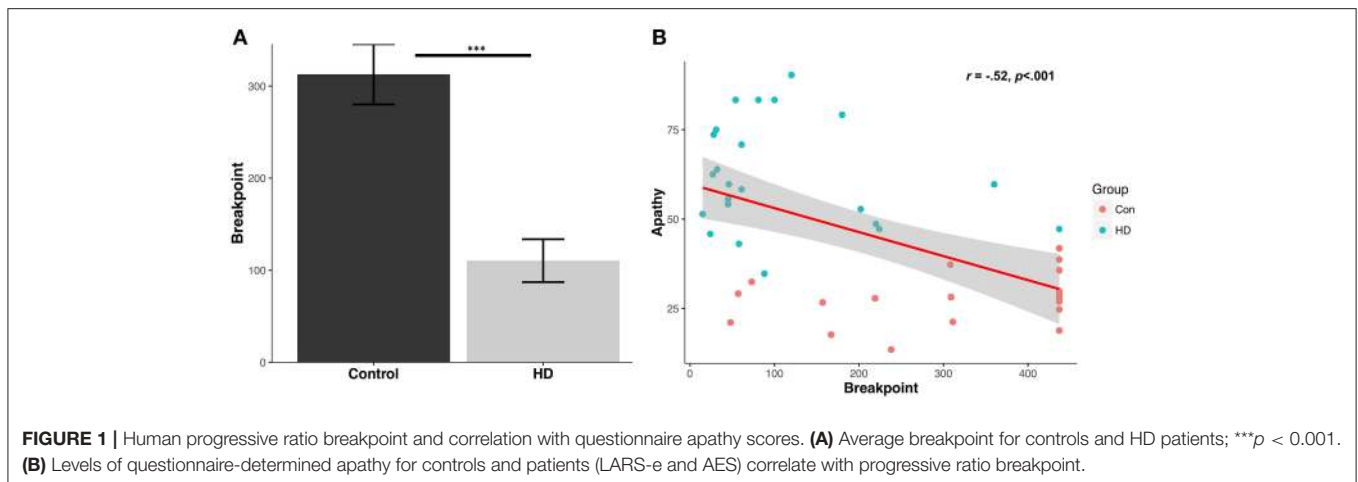 A
***
300
200
100
0
Breakpoint
Control
HD
B
r = -.52, p<.001
75
50
25
Apathy
0
100
200
300
400
Breakpoint
Group
Con
HD
FIGURE 1 | Human progressive ratio breakpoint and correlation with questionnaire apathy scores. (A) Average breakpoint for controls and HD patients; ***p < 0.001.
(B) Levels of questionnaire-determined apathy for controls and patients (LARS-e and AES) correlate with progressive ratio breakpoint.